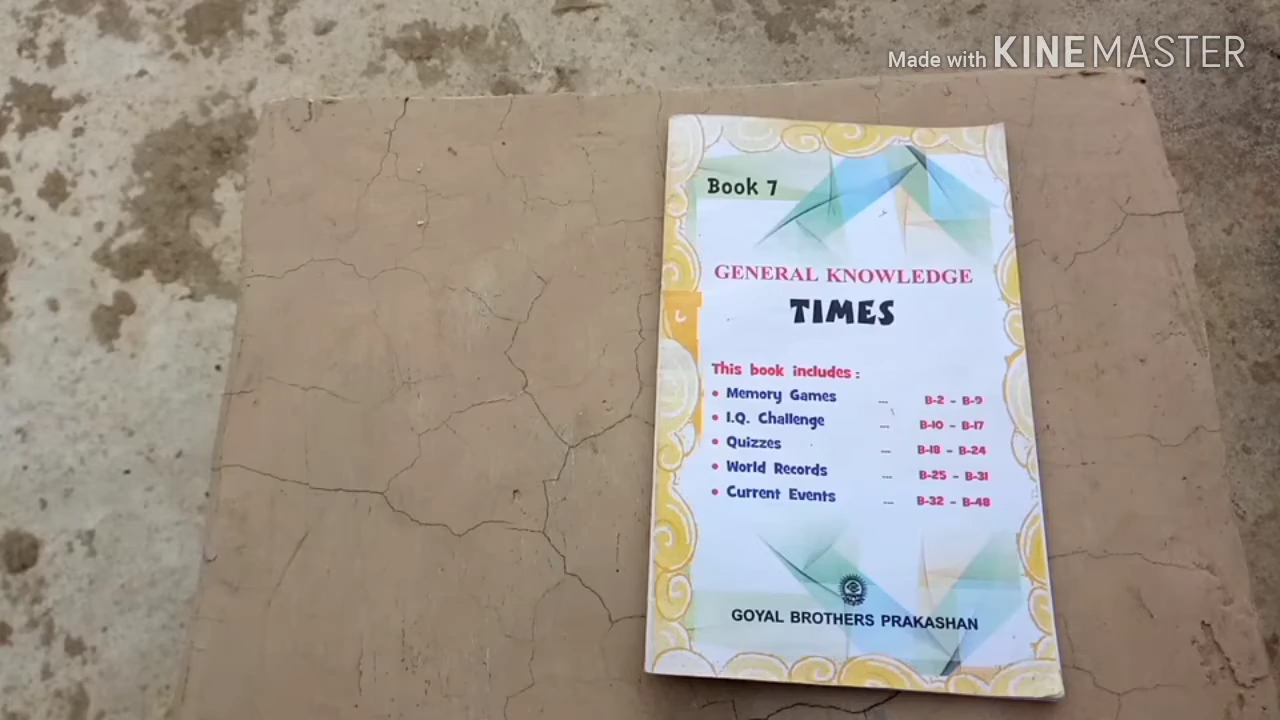 Made with KINEMASTER
Book 7
GENERAL KNOWLEDGE
TIMES
This book includes :
• Memory Games ... B-2 - B-9
• I.Q. Challenge ... B-10 - B-17
• Quizzes ... B-18 - B-24
• World Records ... B-25 - B-31
• Current Events ... B-32 - B-48
GOYAL BROTHERS PRAKASHAN